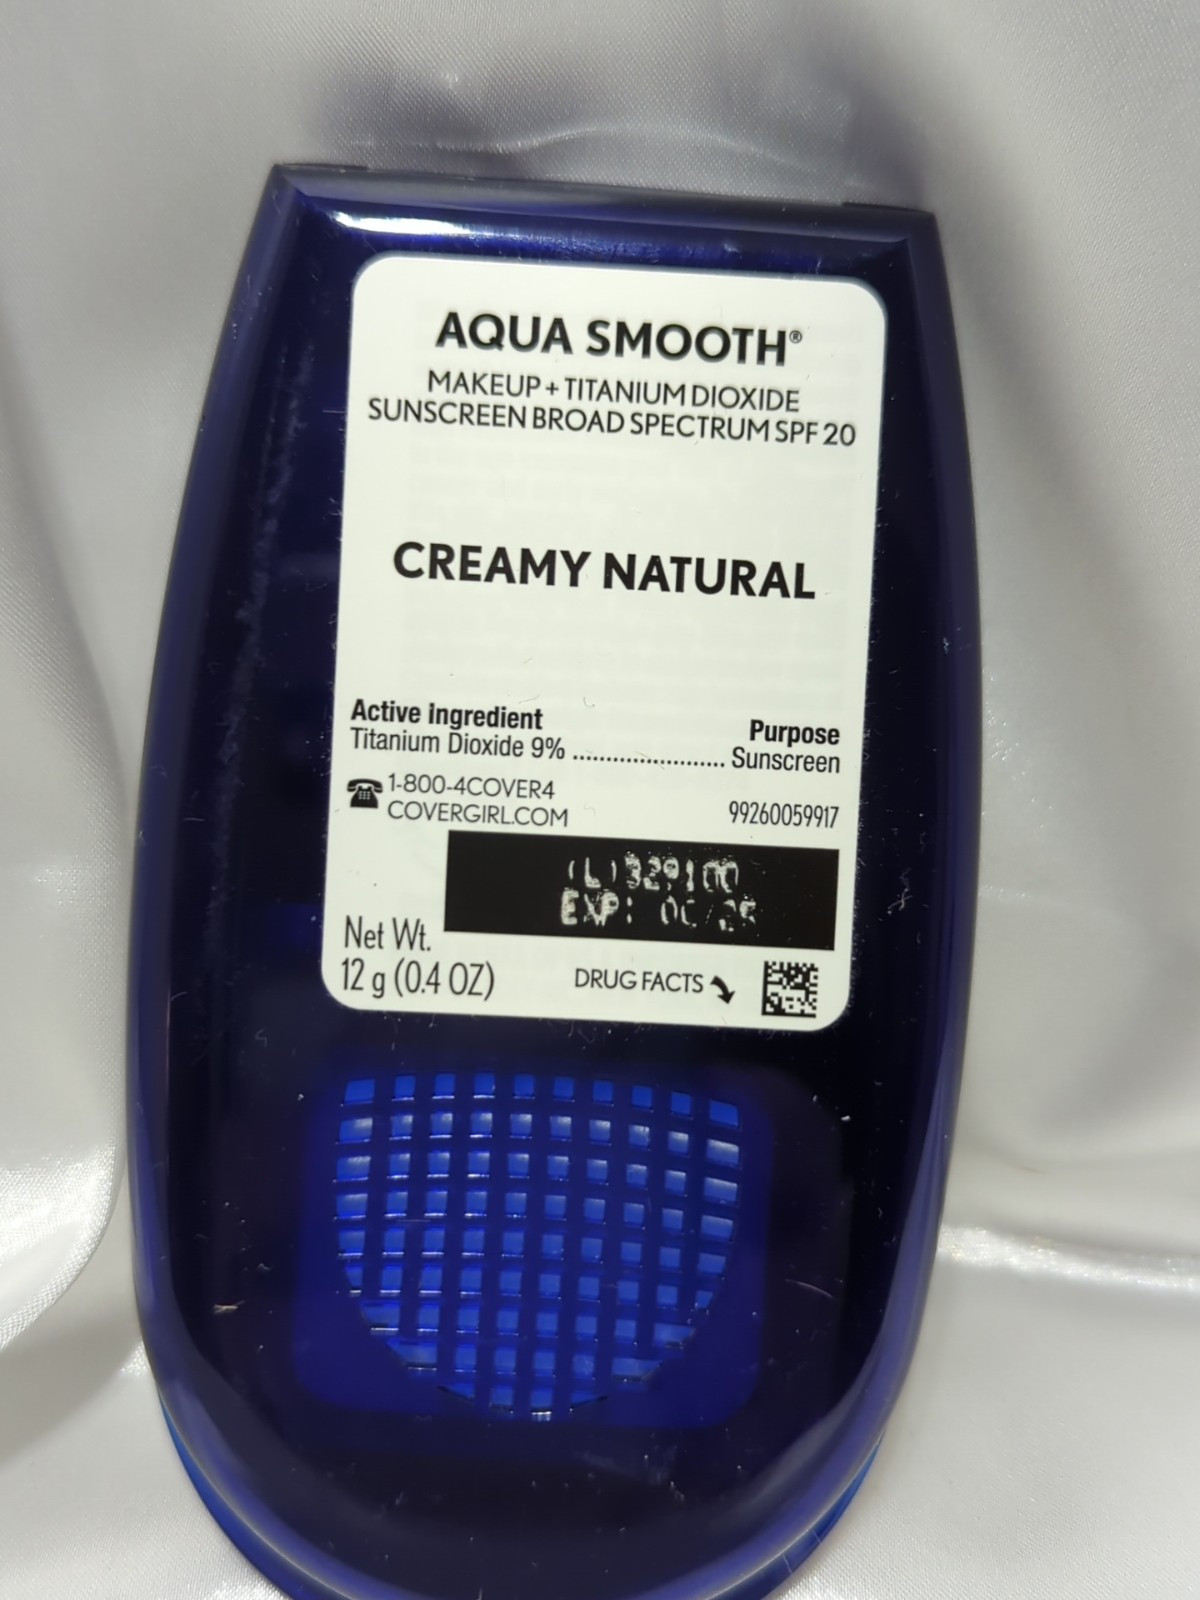 AQUA SMOOTH®
MAKEUP + TITANIUM DIOXIDE
SUNSCREEN BROAD SPECTRUM SPF 20
CREAMY NATURAL
Active Ingredient Purpose
Titanium Dioxide 9% ....................... Sunscreen
1-800-4COVER4
COVERGIRL.COM 99260059917
EXP:
Net Wt.
12 g (0.4 OZ)
DRUG FACTS